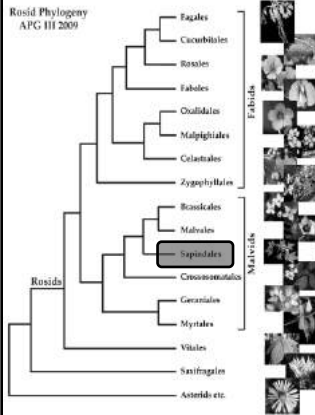 Rosid Phylogeny
APG III 2009
Fagales
Cucurbitales
Rosales
Fabales
Oxalidales
Malpighiales
Celastrales
Zygophyllales
Fabids
Brassicales
Malvales
Sapindales
Crossosomatales
Geraniales
Myrtales
Malvids
Rosids
Vitales
Saxifragales
Asterids etc.